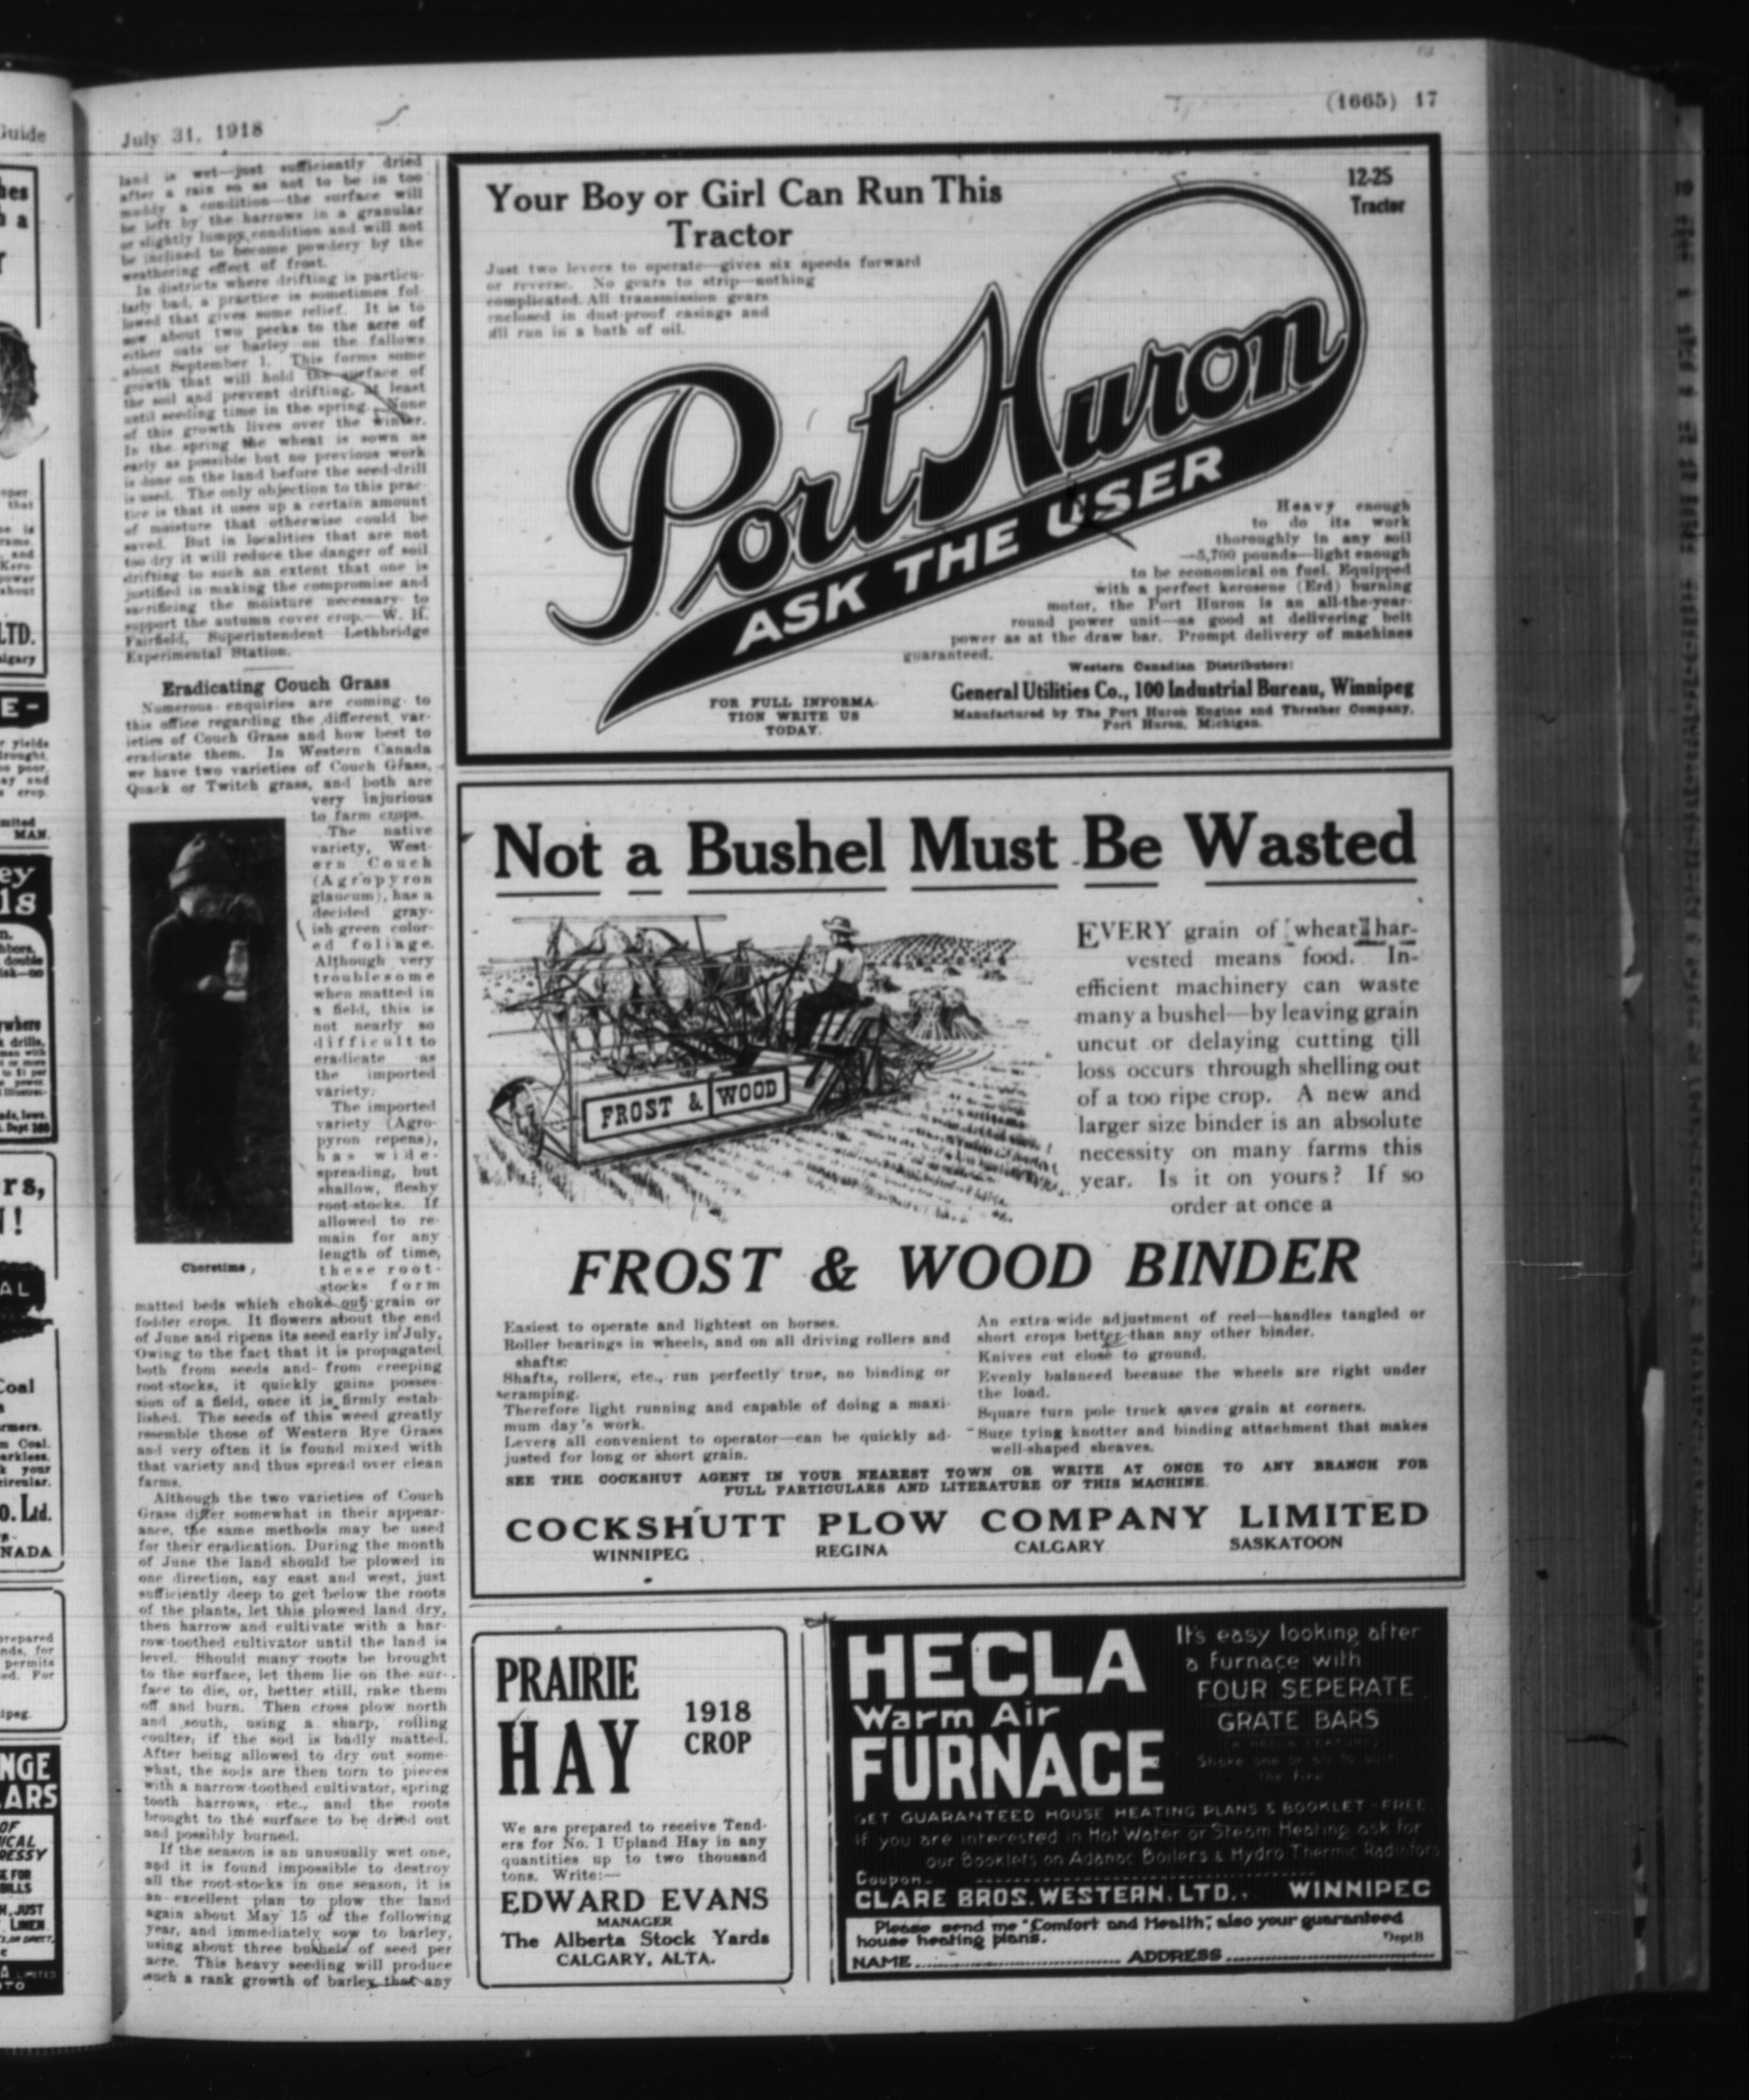 July 31, 1918
(1665) 17
land is wet—just sufficiently dried
after a rain so as not to be in too
muddy a condition—the surface will
be left by the harrows in a granular
or slightly lumpy condition and will not
be inclined to become powdery by the
weathering effect of frost.
In districts where drifting is particu-
larly bad, a practice is sometimes fol-
lowed that gives some relief. It is to
sow about two pecks to the acre of
either oats or barley on the fallows
about September 1. This forms some
growth that will hold the surface of
the soil and prevent drifting, at least
until seeding time in the spring. None
of this growth lives over the winter.
In the spring the wheat is sown as
early as possible but no previous work
is done on the land before the seed-drill
is used. The only objection to this prac-
tice is that it uses up a certain amount
of moisture that otherwise could be
saved. But in localities that are not
too dry it will reduce the danger of soil
drifting to such an extent that one is
justified in making the compromise and
sacrificing the moisture necessary to
support the autumn cover crop.—W. H.
Fairfield, Superintendent Lethbridge
Experimental Station.
Eradicating Couch Grass
Numerous enquiries are coming to
this office regarding the different var-
ieties of Couch Grass and how best to
eradicate them. In Western Canada
we have two varieties of Couch Grass,
Quack or Twitch grass, and both are
very injurious
to farm crops.
The native
variety, West-
ern Couch
(Agropyron
glaucum), has a
decided gray-
ish-green color-
ed foliage.
Although very
troublesome
when matted in
a field, this is
not nearly so
difficult to
eradicate as
the imported
variety.
The imported
variety (Agro-
pyron repens),
has wide-
spreading, but
shallow, fleshy
root-stocks. If
allowed to re-
main for any
length of time,
these root-
stocks form
Choretime
matted beds which choke out grain or
fodder crops. It flowers about the end
of June and ripens its seed early in July,
Owing to the fact that it is propagated
both from seeds and from creeping
root-stocks, it quickly gains posses-
sion of a field, once it is firmly estab-
lished. The seeds of this weed greatly
resemble those of Western Rye Grass
and very often it is found mixed with
that variety and thus spread over clean
farms.
Although the two varieties of Couch
Grass differ somewhat in their appear-
ance, the same methods may be used
for their eradication. During the month
of June the land should be plowed in
one direction, say east and west, just
sufficiently deep to get below the roots
of the plants, let this plowed land dry,
then harrow and cultivate with a har-
row-toothed cultivator until the land is
level. Should many roots be brought
to the surface, let them lie on the sur-
face to die, or, better still, rake them
off and burn. Then cross plow north
and south, using a sharp, rolling
coulter, if the sod is badly matted.
After being allowed to dry out some-
what, the sods are then torn to pieces
with a narrow-toothed cultivator, spring
tooth harrows, etc., and the roots
brought to the surface to be dried out
and possibly burned.
If the season is an unusually wet one,
and it is found impossible to destroy
all the root-stocks in one season, it is
an excellent plan to plow the land
again about May 15 of the following
year, and immediately sow to barley,
using about three bushels of seed per
acre. This heavy seeding will produce
such a rank growth of barley that any
Your Boy or Girl Can Run This
Tractor
12-25
Tractor
Just two levers to operate—gives six speeds forward
or reverse. No gears to strip—nothing
complicated. All transmission gears
enclosed in dust-proof casings and
all run in a bath of oil.
Port Huron
ASK THE USER
Heavy enough
to do its work
thoroughly in any soil
—5,700 pounds—light enough
to be economical on fuel. Equipped
with a perfect kerosene (Erd) burning
motor, the Port Huron is an all-the-year-
round power unit—as good at delivering belt
power as at the draw bar. Prompt delivery of machines
guaranteed.
Western Canadian Distributors:
General Utilities Co., 100 Industrial Bureau, Winnipeg
Manufactured by The Port Huron Engine and Thresher Company,
Port Huron, Michigan.
FOR FULL INFORMA-
TION WRITE US
TODAY.
Not a Bushel Must Be Wasted
FROST & WOOD
EVERY grain of wheat har-
vested means food. In-
efficient machinery can waste
many a bushel—by leaving grain
uncut or delaying cutting till
loss occurs through shelling out
of a too ripe crop. A new and
larger size binder is an absolute
necessity on many farms this
year. Is it on yours? If so
order at once a
FROST & WOOD BINDER
Easiest to operate and lightest on horses.
Roller bearings in wheels, and on all driving rollers and
shafts.
Shafts, rollers, etc., run perfectly true, no binding or
cramping.
Therefore light running and capable of doing a maxi-
mum day's work.
Levers all convenient to operator—can be quickly ad-
justed for long or short grain.
An extra-wide adjustment of reel—handles tangled or
short crops better than any other binder.
Knives cut close to ground.
Evenly balanced because the wheels are right under
the load.
Square turn pole truck saves grain at corners.
Sure tying knotter and binding attachment that makes
well-shaped sheaves.
SEE THE COCKSHUT AGENT IN YOUR NEAREST TOWN OR WRITE AT ONCE TO ANY BRANCH FOR
FULL PARTICULARS AND LITERATURE OF THIS MACHINE.
COCKSHUTT PLOW COMPANY LIMITED
WINNIPEG REGINA CALGARY SASKATOON
PRAIRIE
HAY
1918
CROP
We are prepared to receive Tend-
ers for No. 1 Upland Hay in any
quantities up to two thousand
tons. Write:—
EDWARD EVANS
MANAGER
The Alberta Stock Yards
CALGARY, ALTA.
HECLA
Warm Air
FURNACE
It's easy looking after
a furnace with
FOUR SEPERATE
GRATE BARS
A HECLA FEATURE
Shake one or all to suit
the fire
GET GUARANTEED HOUSE HEATING PLANS & BOOKLET-FREE
If you are interested in Hot Water or Steam Heating ask for
our Booklets on Adanac Boilers & Hydro Thermic Radiators
Coupon
CLARE BROS. WESTERN, LTD., WINNIPEG
Please send me "Comfort and Health", also your guaranteed
house heating plans. Dept B
NAME ADDRESS